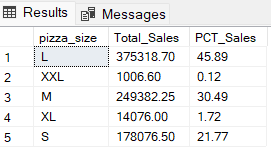 Results Messages
pizza_size Total_Sales PCT_Sales
1 L 375318.70 45.89
2 XXL 1006.60 0.12
3 M 249382.25 30.49
4 XL 14076.00 1.72
5 S 178076.50 21.77